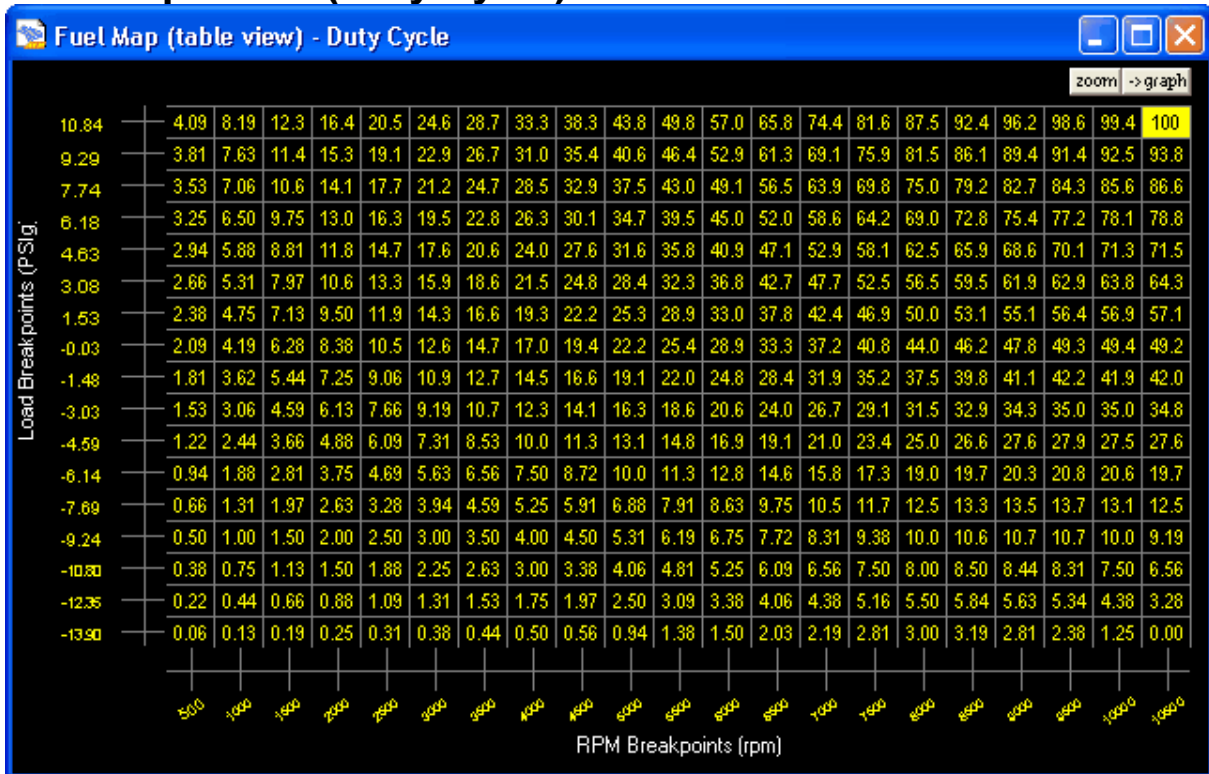 Fuel Map (table view) - Duty Cycle
zoom ->graph
10.84 4.09 8.19 12.3 16.4 20.5 24.6 28.7 33.3 38.3 43.8 49.8 57.0 65.8 74.4 81.6 87.5 92.4 96.2 98.6 99.4 100
9.29 3.81 7.63 11.4 15.3 19.1 22.9 26.7 31.0 35.4 40.6 46.4 52.9 61.3 69.1 75.9 81.5 86.1 89.4 91.4 92.5 93.8
7.74 3.53 7.06 10.6 14.1 17.7 21.2 24.7 28.5 32.9 37.5 43.0 49.1 56.5 63.9 69.8 75.0 79.2 82.7 84.3 85.6 86.6
6.18 3.25 6.50 9.75 13.0 16.3 19.5 22.8 26.3 30.1 34.7 39.5 45.0 52.0 58.6 64.2 69.0 72.8 75.4 77.2 78.1 78.8
4.63 2.94 5.88 8.81 11.8 14.7 17.6 20.6 24.0 27.6 31.6 35.8 40.9 47.1 52.9 58.1 62.5 65.9 68.6 70.1 71.3 71.5
3.08 2.66 5.31 7.97 10.6 13.3 15.9 18.6 21.5 24.8 28.4 32.3 36.8 42.7 47.7 52.5 56.5 59.5 61.9 62.9 63.8 64.3
1.53 2.38 4.75 7.13 9.50 11.9 14.3 16.6 19.3 22.2 25.3 28.9 33.0 37.8 42.4 46.9 50.0 53.1 55.1 56.4 56.9 57.1
-0.03 2.09 4.19 6.28 8.38 10.5 12.6 14.7 17.0 19.4 22.2 25.4 28.9 33.3 37.2 40.8 44.0 46.2 47.8 49.3 49.4 49.2
-1.48 1.81 3.62 5.44 7.25 9.06 10.9 12.7 14.5 16.6 19.1 22.0 24.8 28.4 31.9 35.2 37.5 39.8 41.1 42.2 41.9 42.0
-3.03 1.53 3.06 4.59 6.13 7.66 9.19 10.7 12.3 14.1 16.3 18.6 20.6 24.0 26.7 29.1 31.5 32.9 34.3 35.0 35.0 34.8
-4.59 1.22 2.44 3.66 4.88 6.09 7.31 8.53 10.0 11.3 13.1 14.8 16.9 19.1 21.0 23.4 25.0 26.6 27.6 27.9 27.5 27.6
-6.14 0.94 1.88 2.81 3.75 4.69 5.63 6.56 7.50 8.72 10.0 11.3 12.8 14.6 15.8 17.3 19.0 19.7 20.3 20.8 20.6 19.7
-7.69 0.66 1.31 1.97 2.63 3.28 3.94 4.59 5.25 5.91 6.88 7.91 8.63 9.75 10.5 11.7 12.5 13.3 13.5 13.7 13.1 12.5
-9.24 0.50 1.00 1.50 2.00 2.50 3.00 3.50 4.00 4.50 5.31 6.19 6.75 7.72 8.31 9.38 10.0 10.6 10.7 10.7 10.0 9.19
-10.80 0.38 0.75 1.13 1.50 1.88 2.25 2.63 3.00 3.38 4.06 4.81 5.25 6.09 6.56 7.50 8.00 8.50 8.44 8.31 7.50 6.56
-12.35 0.22 0.44 0.66 0.88 1.09 1.31 1.53 1.75 1.97 2.50 3.09 3.38 4.06 4.38 5.16 5.50 5.84 5.63 5.34 4.38 3.28
-13.90 0.06 0.13 0.19 0.25 0.31 0.38 0.44 0.50 0.56 0.94 1.38 1.50 2.03 2.19 2.81 3.00 3.19 2.81 2.38 1.25 0.00
Load Breakpoints (PSIg)
500 1000 1500 2000 2500 3000 3500 4000 4500 5000 5500 6000 6500 7000 7500 8000 8500 9000 9500 10000 10500
RPM Breakpoints (rpm)